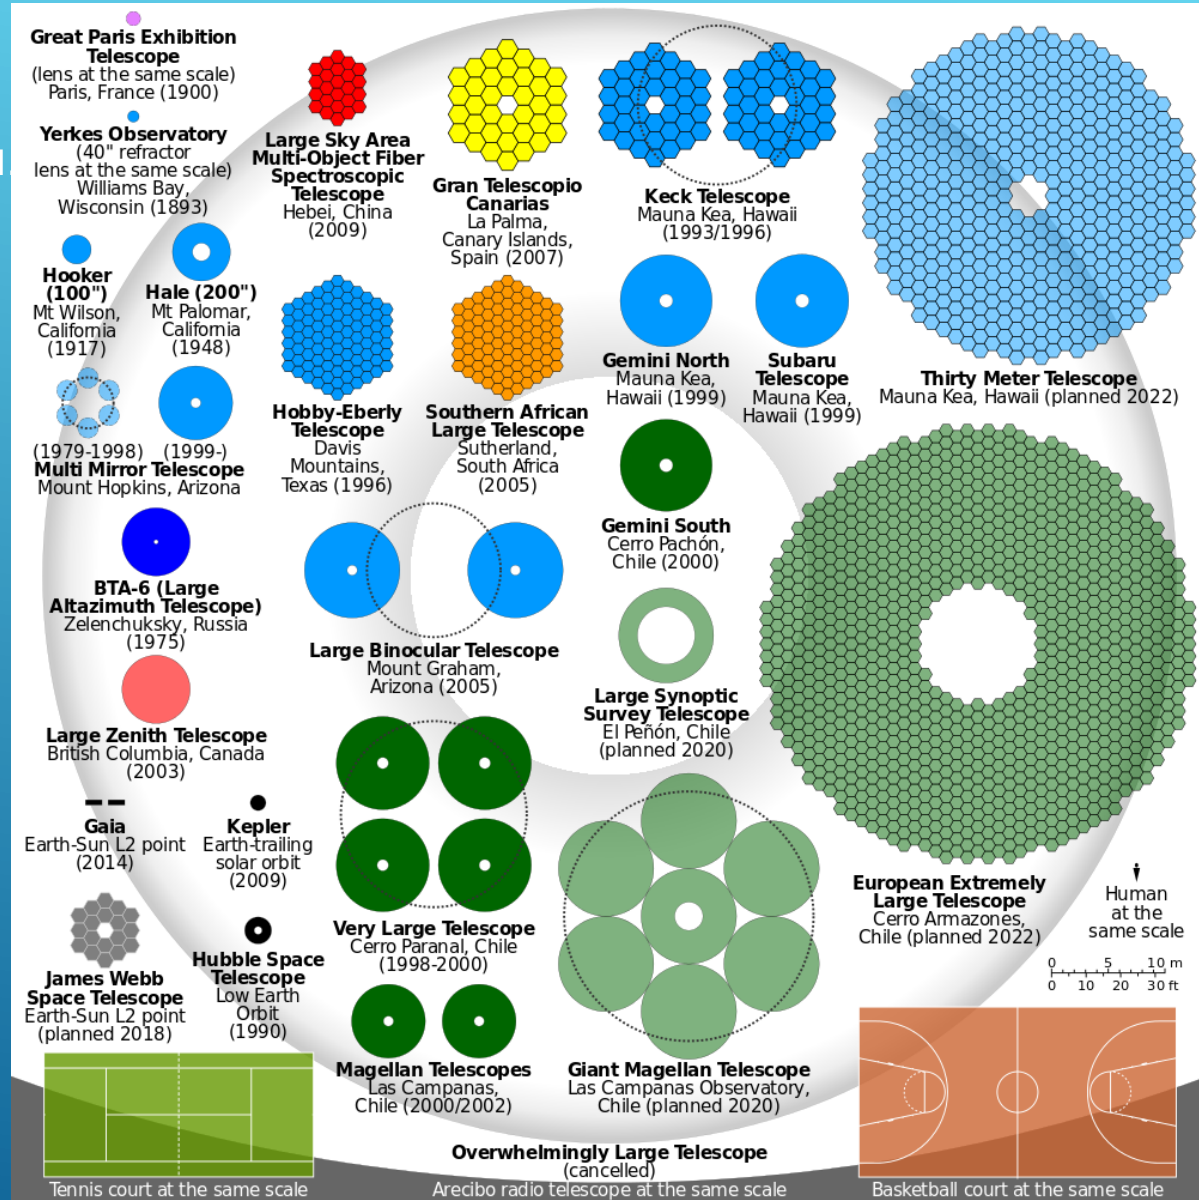 Great Paris Exhibition
Telescope
(lens at the same scale)
Paris, France (1900)
Yerkes Observatory
(40" refractor
lens at the same scale)
Williams Bay,
Wisconsin (1893)
Hooker
(100")
Mt Wilson,
California
(1917)
Hale (200")
Mt Palomar,
California
(1948)
(1979-1998)
(1999-)
Multi Mirror Telescope
Mount Hopkins, Arizona
BTA-6 (Large
Altazimuth Telescope)
Zelenchuksky, Russia
(1975)
Large Zenith Telescope
British Columbia, Canada
(2003)
Gaia
Earth-Sun L2 point
(2014)
Kepler
Earth-trailing
solar orbit
(2009)
James Webb
Space Telescope
Earth-Sun L2 point
(planned 2018)
Hubble Space
Telescope
Low Earth
Orbit
(1990)
Large Sky Area
Multi-Object Fiber
Spectroscopic
Telescope
Hebei, China
(2009)
Gran Telescopio
Canarias
La Palma,
Canary Islands,
Spain (2007)
Keck Telescope
Mauna Kea, Hawaii
(1993/1996)
Hobby-Eberly
Telescope
Davis
Mountains,
Texas (1996)
Southern African
Large Telescope
Sutherland,
South Africa
(2005)
Gemini North
Mauna Kea,
Hawaii (1999)
Subaru
Telescope
Mauna Kea,
Hawaii (1999)
Thirty Meter Telescope
Mauna Kea, Hawaii (planned 2022)
Gemini South
Cerro Pachón,
Chile (2000)
Large Binocular Telescope
Mount Graham,
Arizona (2005)
Large Synoptic
Survey Telescope
El Peñón, Chile
(planned 2020)
Very Large Telescope
Cerro Paranal, Chile
(1998-2000)
Magellan Telescopes
Las Campanas,
Chile (2000/2002)
Giant Magellan Telescope
Las Campanas Observatory,
Chile (planned 2020)
European Extremely
Large Telescope
Cerro Armazones,
Chile (planned 2022)
Human
at the
same scale
0 5 10 m
0 10 20 30 ft
Overwhelmingly Large Telescope
(cancelled)
Tennis court at the same scale
Arecibo radio telescope at the same scale
Basketball court at the same scale